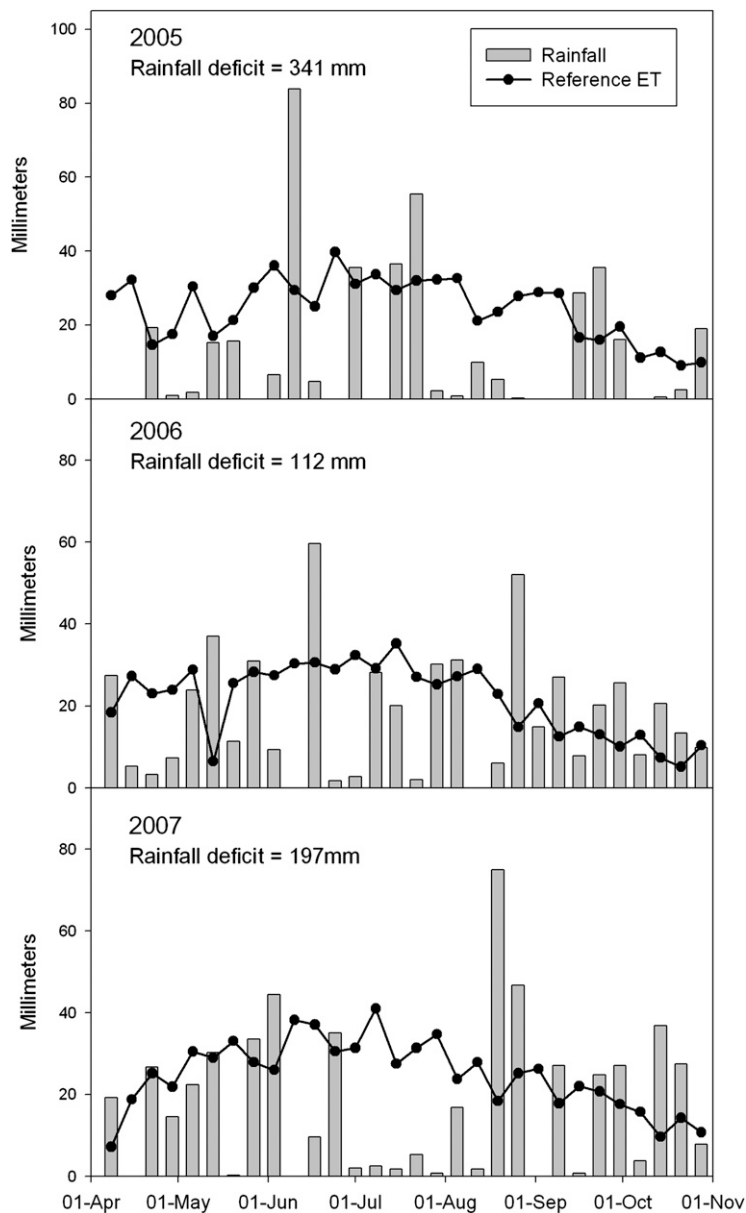 100
80
60
40
20
0
Millimeters
2005
Rainfall deficit = 341 mm
Rainfall
Reference ET
80
60
40
20
0
Millimeters
2006
Rainfall deficit = 112 mm
80
60
40
20
0
Millimeters
2007
Rainfall deficit = 197mm
01-Apr 01-May 01-Jun 01-Jul 01-Aug 01-Sep 01-Oct 01-Nov